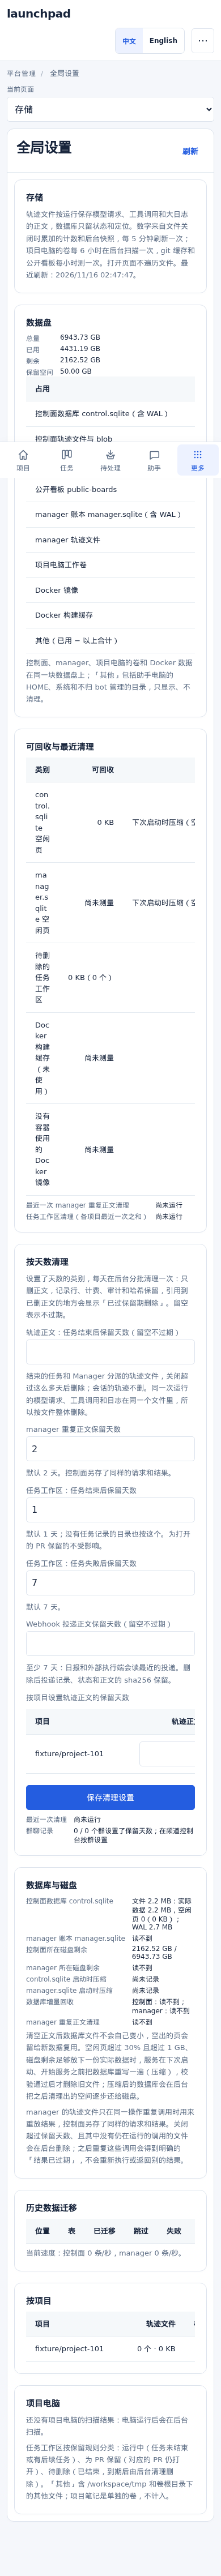 launchpad
中文 English ···
平台管理 / 全局设置
当前页面
存储
全局设置
刷新
存储
轨迹正文按运行保存模型请求、工具调用和大日志
的正文，数据库只留状态和定位。数字来自文件关
闭时累加的计数和后台快照，每 5 分钟刷新一次；
项目电脑的卷每 6 小时在后台扫描一次，git 缓存和
公开看板每小时测一次。打开页面不遍历文件。最
近刷新：2026/11/16 02:47:47。
数据盘
总量 6943.73 GB
已用 4431.19 GB
剩余 2162.52 GB
保留空间 50.00 GB
占用
控制面数据库 control.sqlite（含 WAL）
控制面轨迹文件与 blob
项目 任务 待处理 助手 更多
公开看板 public-boards
manager 账本 manager.sqlite（含 WAL）
manager 轨迹文件
项目电脑工作卷
Docker 镜像
Docker 构建缓存
其他（已用 − 以上合计）
控制面、manager、项目电脑的卷和 Docker 数据
在同一块数据盘上；「其他」包括助手电脑的
HOME、系统和不归 bot 管理的目录，只显示、不
清理。
可回收与最近清理
类别 可回收
con
trol.
sqli
te
空闲
页
0 KB 下次启动时压缩（空
ma
nag
er.s
qlit
e 空
闲页
尚未测量 下次启动时压缩（空
待删
除的
任务
工作
区
0 KB（0 个）
Doc
ker
构建
缓存
（未
使
用）
尚未测量
没有
容器
使用
的
Doc
ker
镜像
尚未测量
最近一次 manager 重复正文清理 尚未运行
任务工作区清理（各项目最近一次之和） 尚未运行
按天数清理
设置了天数的类别，每天在后台分批清理一次：只
删正文，记录行、计费、审计和哈希保留，引用到
已删正文的地方会显示「已过保留期删除」。留空
表示不过期。
轨迹正文：任务结束后保留天数（留空不过期）
结束的任务和 Manager 分派的轨迹文件，关闭超
过这么多天后删除；会话的轨迹不删。同一次运行
的模型请求、工具调用和日志在同一个文件里，所
以按文件整体删除。
manager 重复正文保留天数
2
默认 2 天。控制面另存了同样的请求和结果。
任务工作区：任务结束后保留天数
1
默认 1 天；没有任务记录的目录也按这个。为打开
的 PR 保留的不受影响。
任务工作区：任务失败后保留天数
7
默认 7 天。
Webhook 投递正文保留天数（留空不过期）
至少 7 天：日报和外部执行端会读最近的投递。删
后投递记录、状态和正文的 sha256 保留。
按项目设置轨迹正文的保留天数
项目 轨迹正文
fixture/project-101
保存清理设置
最近一次清理 尚未运行
群聊记录 0 / 0 个群设置了保留天数；在频道控制
台按群设置
数据库与磁盘
控制面数据库 control.sqlite 文件 2.2 MB：实际
数据 2.2 MB，空闲
页 0（0 KB）；
WAL 2.7 MB
manager 账本 manager.sqlite 读不到
控制面所在磁盘剩余 2162.52 GB /
6943.73 GB
manager 所在磁盘剩余 读不到
control.sqlite 启动时压缩 尚未记录
manager.sqlite 启动时压缩 尚未记录
数据库增量回收 控制面：读不到；
manager：读不到
manager 重复正文清理 读不到
清空正文后数据库文件不会自己变小，空出的页会
留给新数据复用。空闲页超过 30% 且超过 1 GB、
磁盘剩余足够放下一份实际数据时，服务在下次启
动、开始服务之前把数据库重写一遍（压缩），校
验通过后才删除旧文件；压缩后的数据库会在后台
把之后清理出的空间逐步还给磁盘。
manager 的轨迹文件只在同一操作重复调用时用来
重放结果，控制面另存了同样的请求和结果。关闭
超过保留天数、且其中没有仍在运行的调用的文件
会在后台删除；之后重复这些调用会得到明确的
「结果已过期」，不会重新执行或返回别的结果。
历史数据迁移
位置 表 已迁移 跳过 失败
当前速度：控制面 0 条/秒，manager 0 条/秒。
按项目
项目 轨迹文件
fixture/project-101 0 个 · 0 KB
项目电脑
还没有项目电脑的扫描结果：电脑运行后会在后台
扫描。
任务工作区按保留规则分类：运行中（任务未结束
或有后续任务）、为 PR 保留（对应的 PR 仍打
开）、待删除（已结束，到期后由后台清理删
除）。「其他」含 /workspace/tmp 和卷根目录下
的其他文件；项目笔记是单独的卷，不计入。